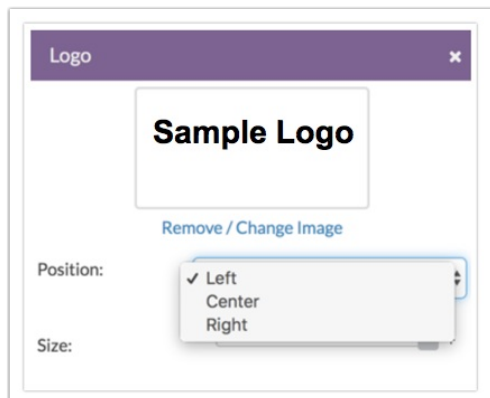 Logo ×
Sample Logo
Remove / Change Image
Position:
✓ Left
Center
Right
Size: